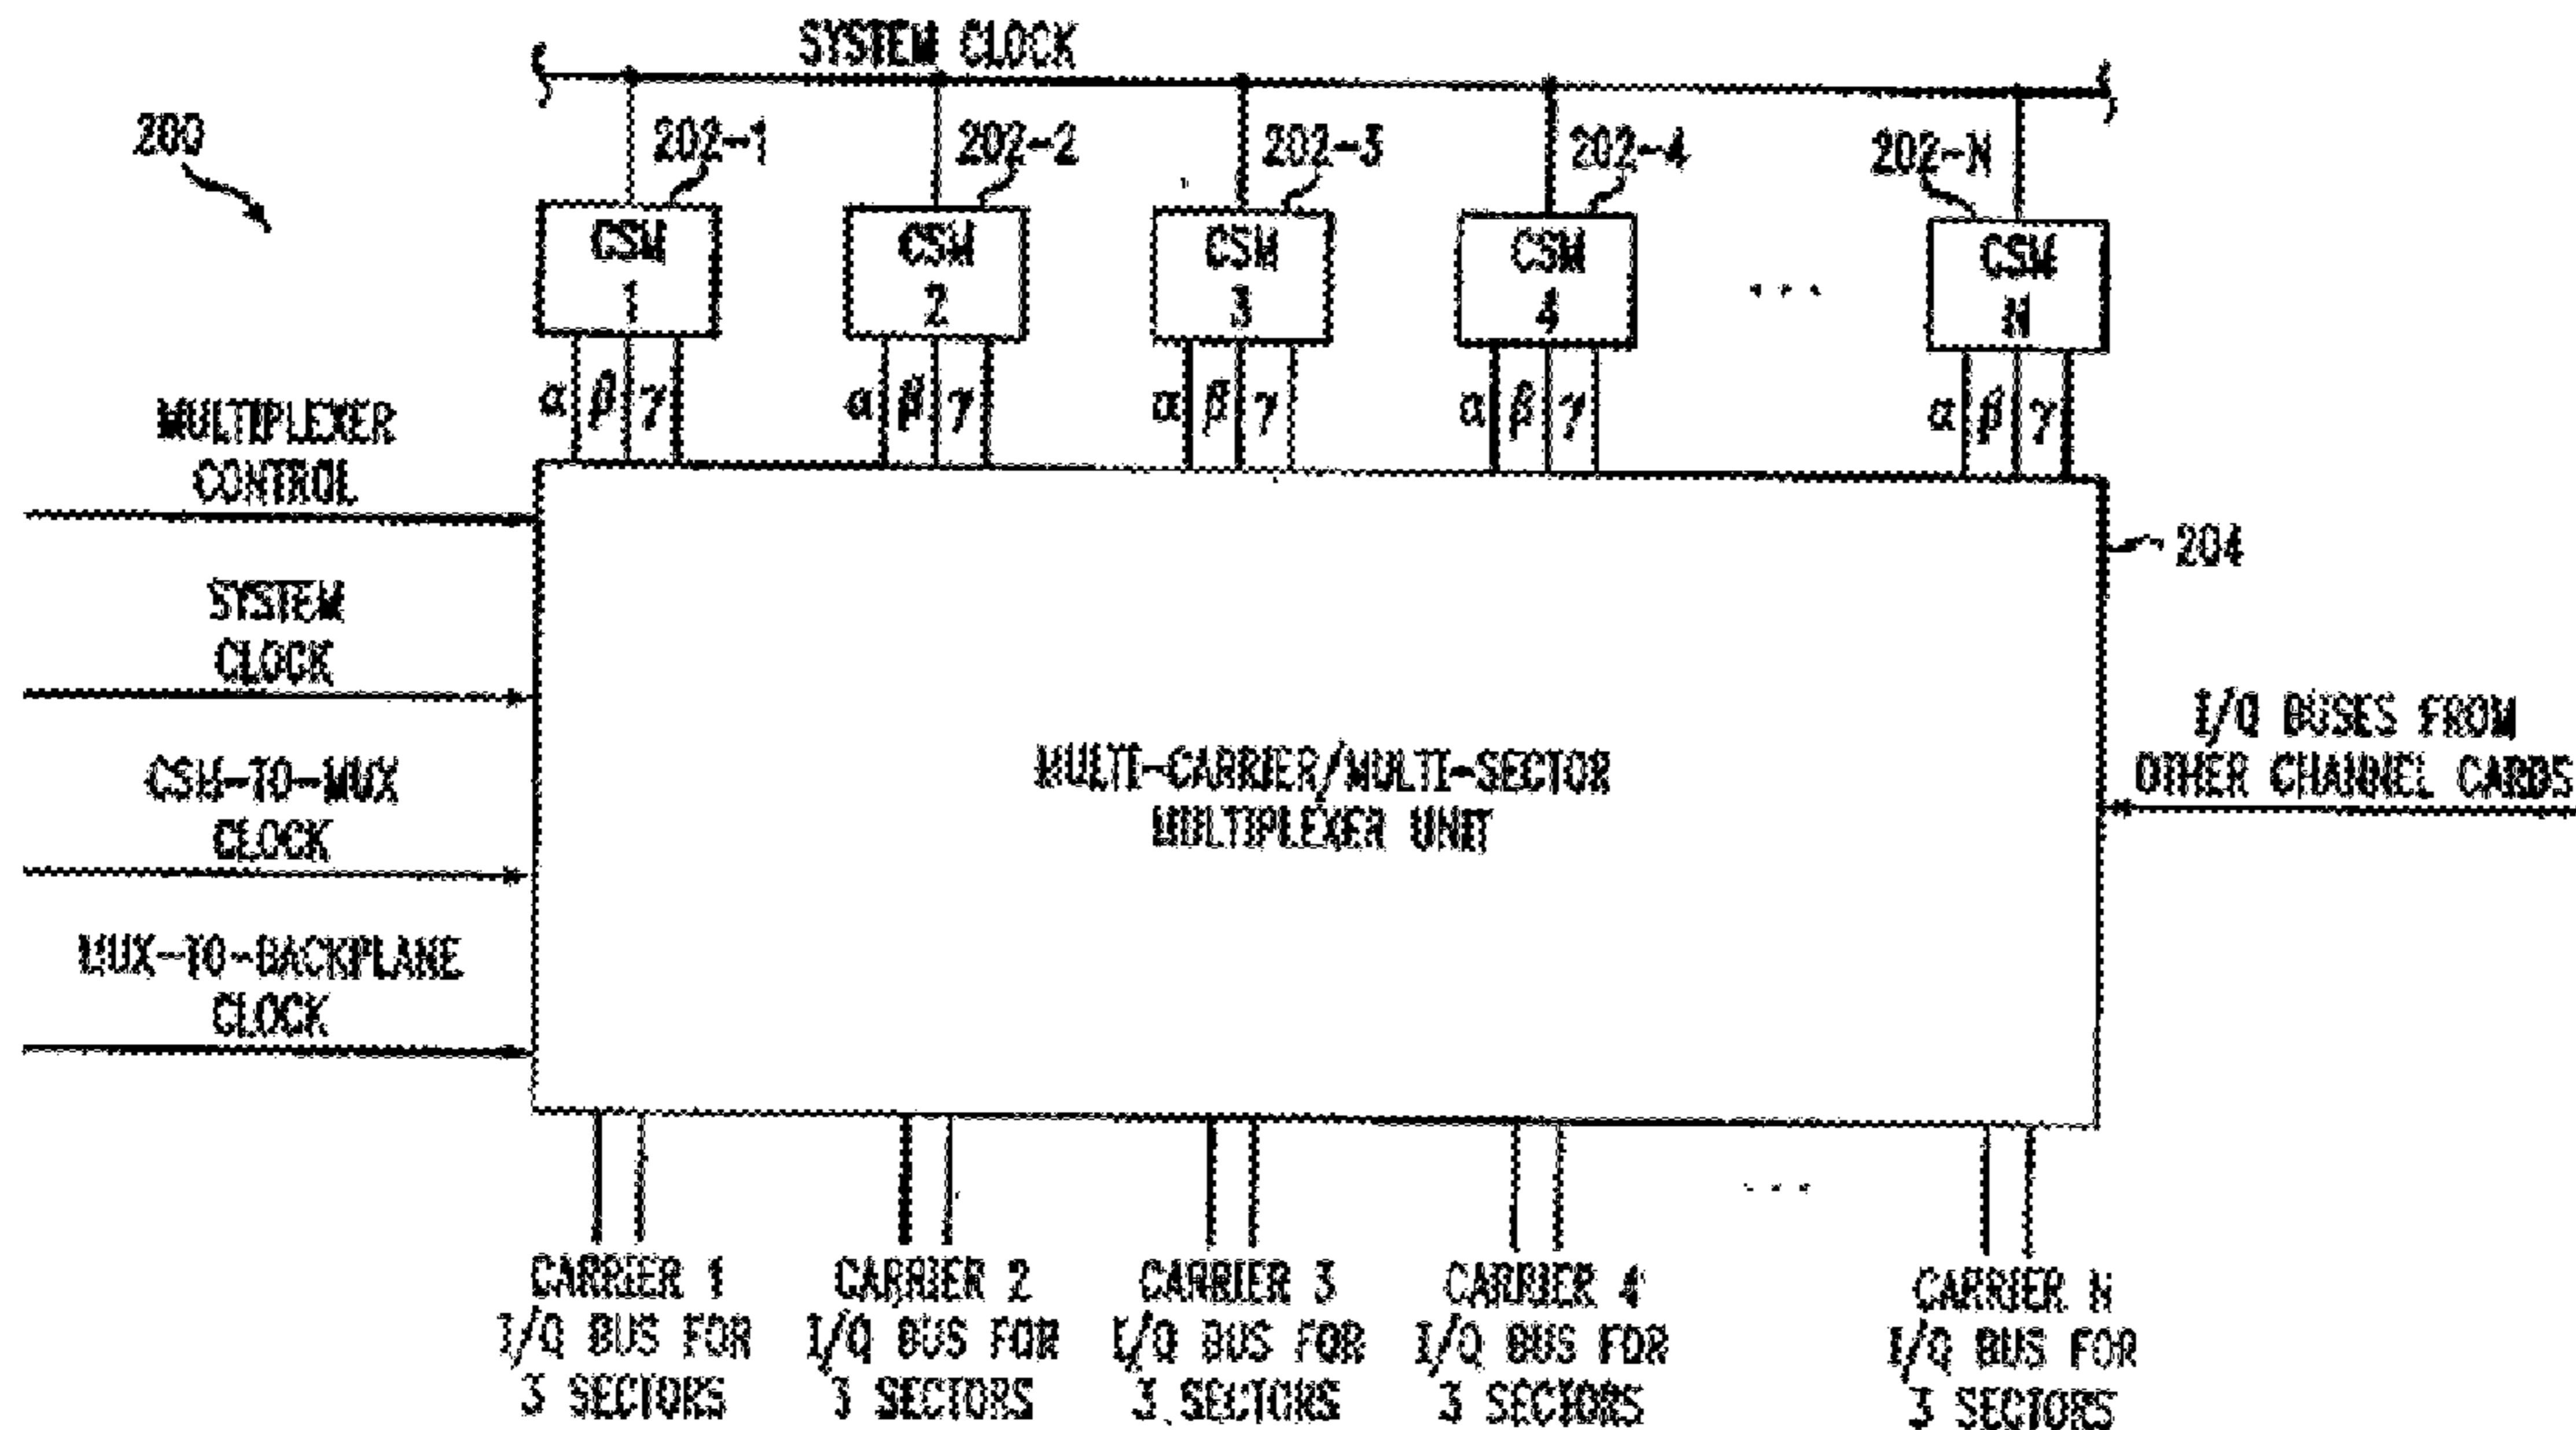 SYSTEM CLOCK
200
202-1
202-2
202-3
202-4
202-N
CSM
1
CSM
2
CSM
3
CSM
4
...
CSM
N
α β γ
α β γ
α β γ
α β γ
α β γ
MULTIPLEXER
CONTROL
204
SYSTEM
CLOCK
CSM-TO-MUX
CLOCK
MUX-TO-BACKPLANE
CLOCK
MULTI-CARRIER/MULTI-SECTOR
MULTIPLEXER UNIT
I/Q BUSES FROM
OTHER CHANNEL CARDS
...
CARRIER 1
I/Q BUS FOR
3 SECTORS
CARRIER 2
I/Q BUS FOR
3 SECTORS
CARRIER 3
I/Q BUS FOR
3 SECTORS
CARRIER 4
I/Q BUS FOR
3 SECTORS
CARRIER N
I/Q BUS FOR
3 SECTORS